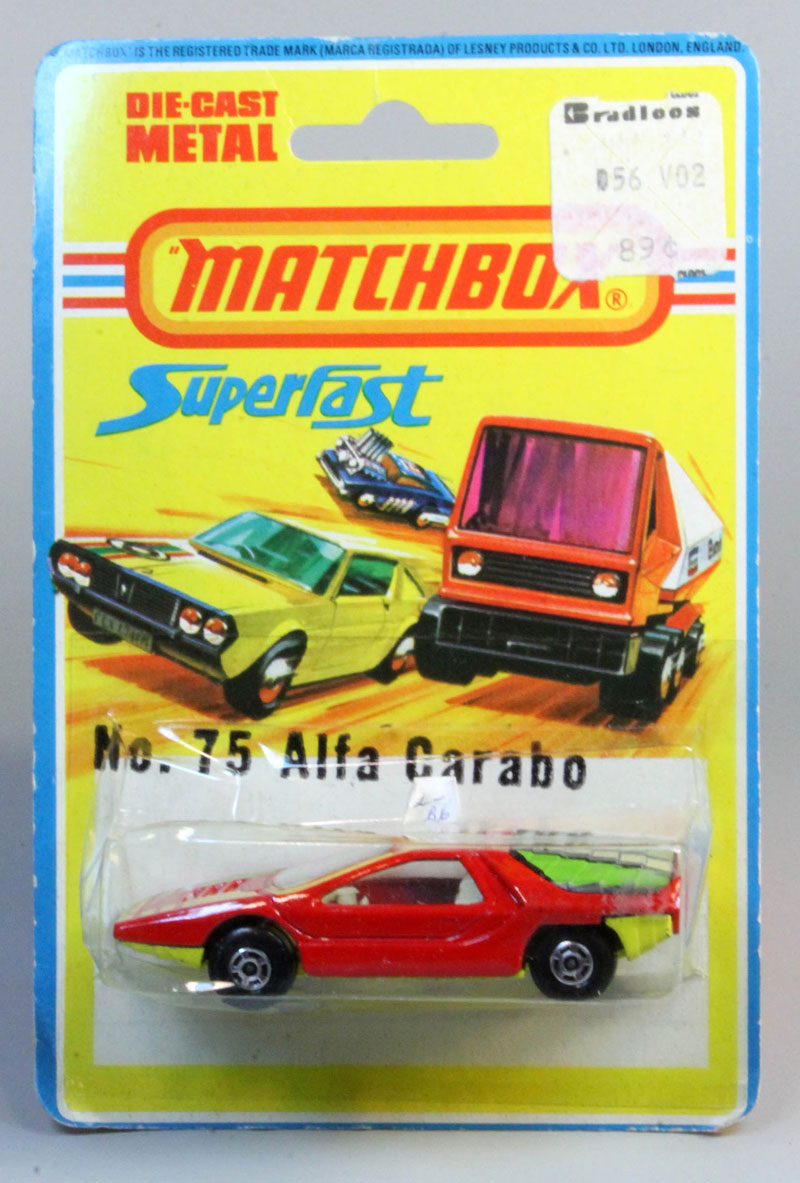 MATCHBOX" IS THE REGISTERED TRADE MARK (MARCA REGISTRADA) OF LESNEY PRODUCTS & CO. LTD. LONDON, ENGLAND.
DIE-CAST
METAL
Bradlees
056 V02
89¢
"MATCHBOX"®
Superfast
No. 75 Alfa Carabo